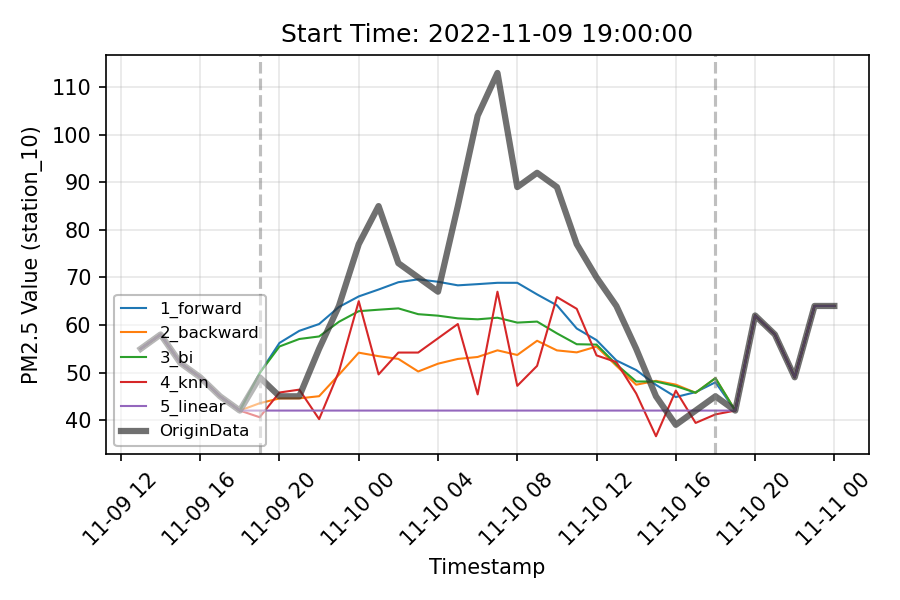 Start Time: 2022-11-09 19:00:00
PM2.5 Value (station_10)
110
100
90
80
70
60
50
40
1_forward
2_backward
3_bi
4_knn
5_linear
OriginData
11-09 12
11-09 16
11-09 20
11-10 00
11-10 04
11-10 08
11-10 12
11-10 16
11-10 20
11-11 00
Timestamp